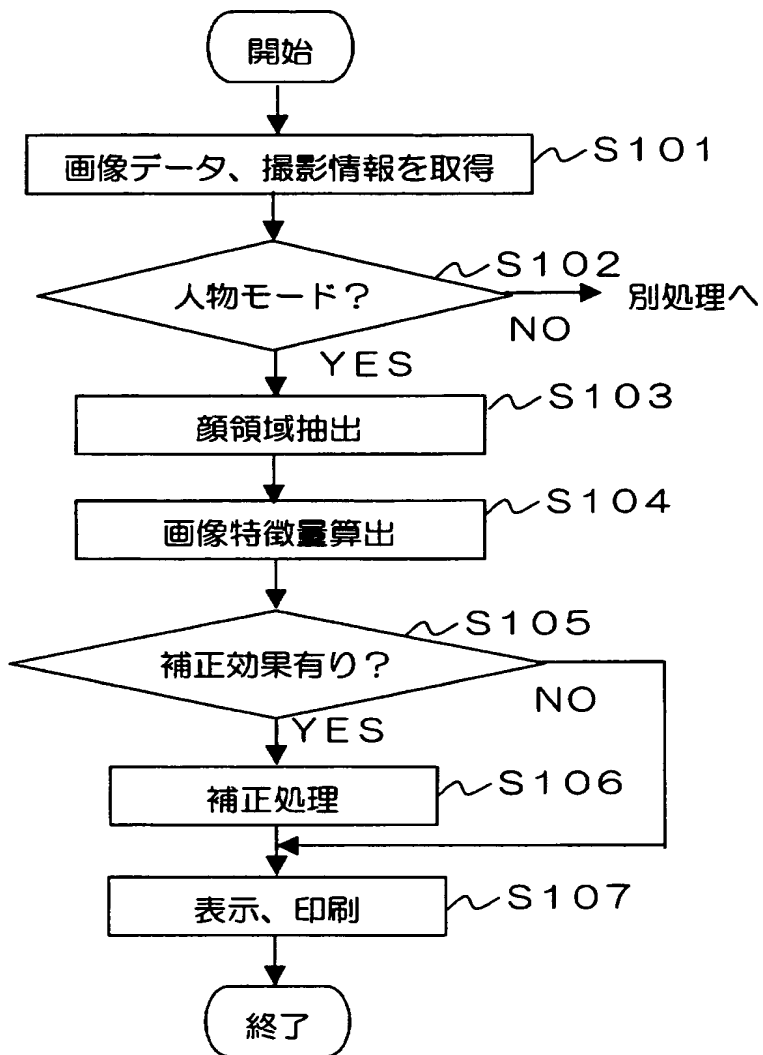 開始
画像データ、撮影情報を取得
S101
人物モード?
S102
NO
別処理へ
YES
顔領域抽出
S103
画像特徴量算出
S104
補正効果有り?
S105
NO
YES
補正処理
S106
表示、印刷
S107
終了